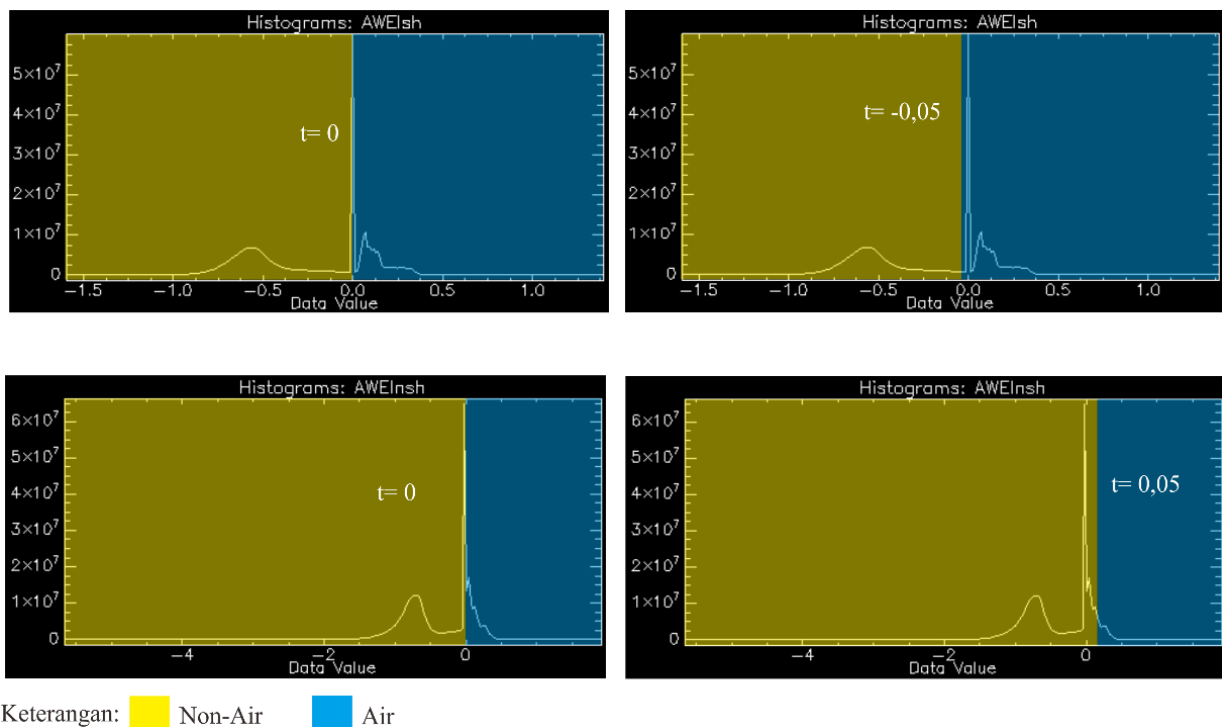 Histograms: AWEIsh
5×10⁷
4×10⁷
3×10⁷
2×10⁷
1×10⁷
0
t= 0
−1.5 −1.0 −0.5 0.0 0.5 1.0
Data Value
Histograms: AWEIsh
5×10⁷
4×10⁷
3×10⁷
2×10⁷
1×10⁷
0
t= -0,05
−1.5 −1.0 −0.5 0.0 0.5 1.0
Data Value
Histograms: AWEInsh
6×10⁷
5×10⁷
4×10⁷
3×10⁷
2×10⁷
1×10⁷
0
t= 0
−4 −2 0
Data Value
Histograms: AWEInsh
6×10⁷
5×10⁷
4×10⁷
3×10⁷
2×10⁷
1×10⁷
0
t= 0,05
−4 −2 0
Data Value
Keterangan: Non-Air Air